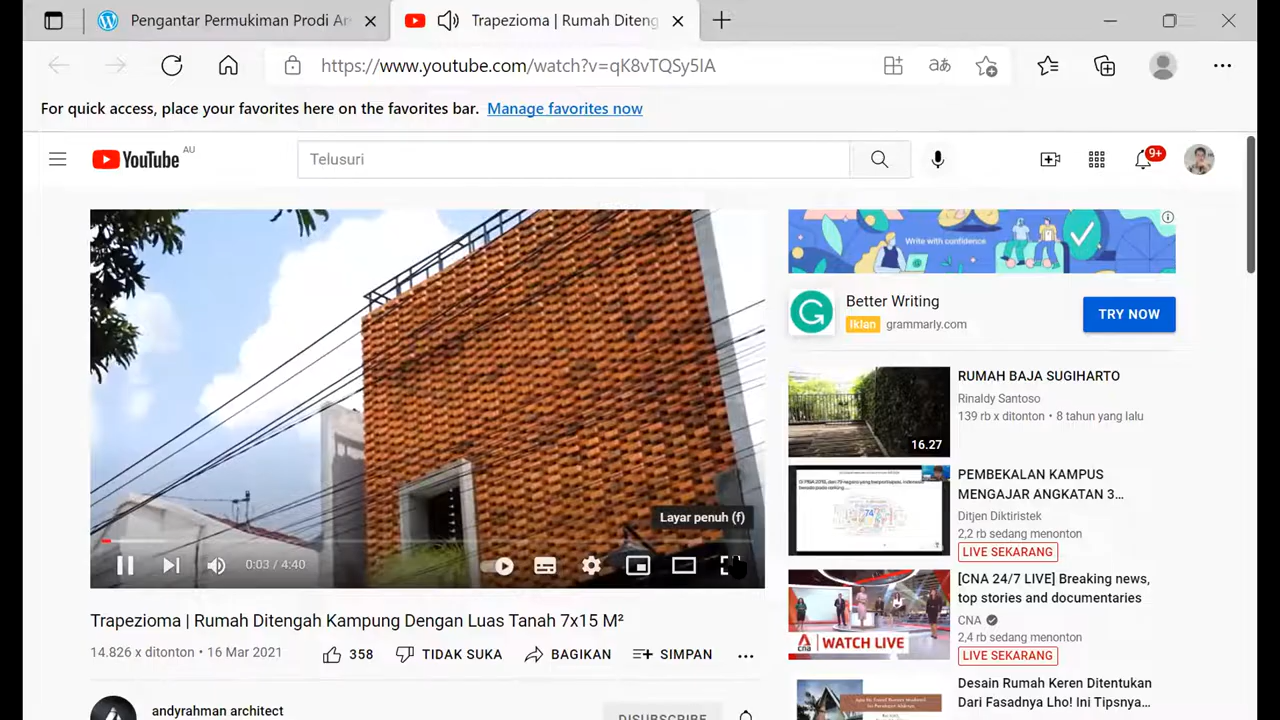 Pengantar Permukiman Prodi Ar
Trapezioma | Rumah Diteng
https://www.youtube.com/watch?v=qK8vTQSy5IA
For quick access, place your favorites here on the favorites bar. Manage favorites now
YouTube AU
Telusuri
9+
Write with confidence
Better Writing
Iklan grammarly.com
TRY NOW
RUMAH BAJA SUGIHARTO
Rinaldy Santoso
139 rb x ditonton • 8 tahun yang lalu
16.27
PEMBEKALAN KAMPUS
MENGAJAR ANGKATAN 3...
Ditjen Diktiristek
2,2 rb sedang menonton
LIVE SEKARANG
[CNA 24/7 LIVE] Breaking news,
top stories and documentaries
CNA
2,4 rb sedang menonton
LIVE SEKARANG
cna WATCH LIVE
Desain Rumah Keren Ditentukan
Dari Fasadnya Lho! Ini Tipsnya...
Layar penuh (f)
0:03 / 4:40
Trapezioma | Rumah Ditengah Kampung Dengan Luas Tanah 7x15 M²
14.826 x ditonton • 16 Mar 2021
358
TIDAK SUKA
BAGIKAN
SIMPAN
architect
DISUBSCRIBE